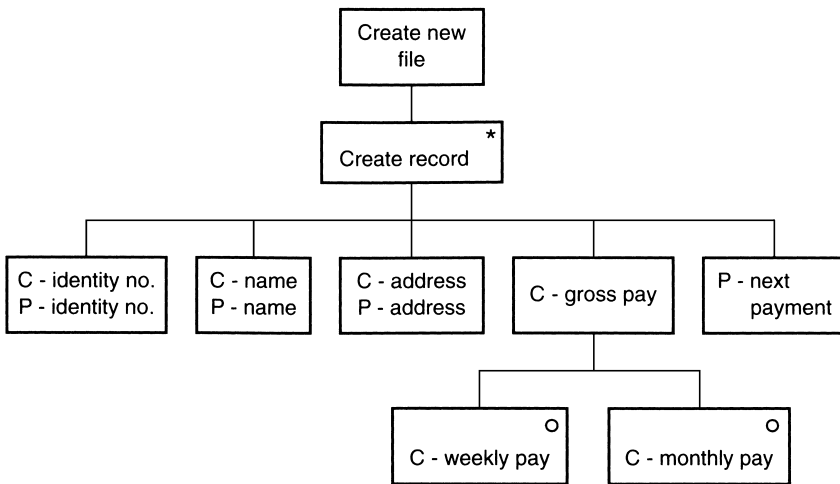 Create new
file
*
Create record
C - identity no.
P - identity no.
C - name
P - name
C - address
P - address
C - gross pay
P - next
payment
C - weekly pay
C - monthly pay